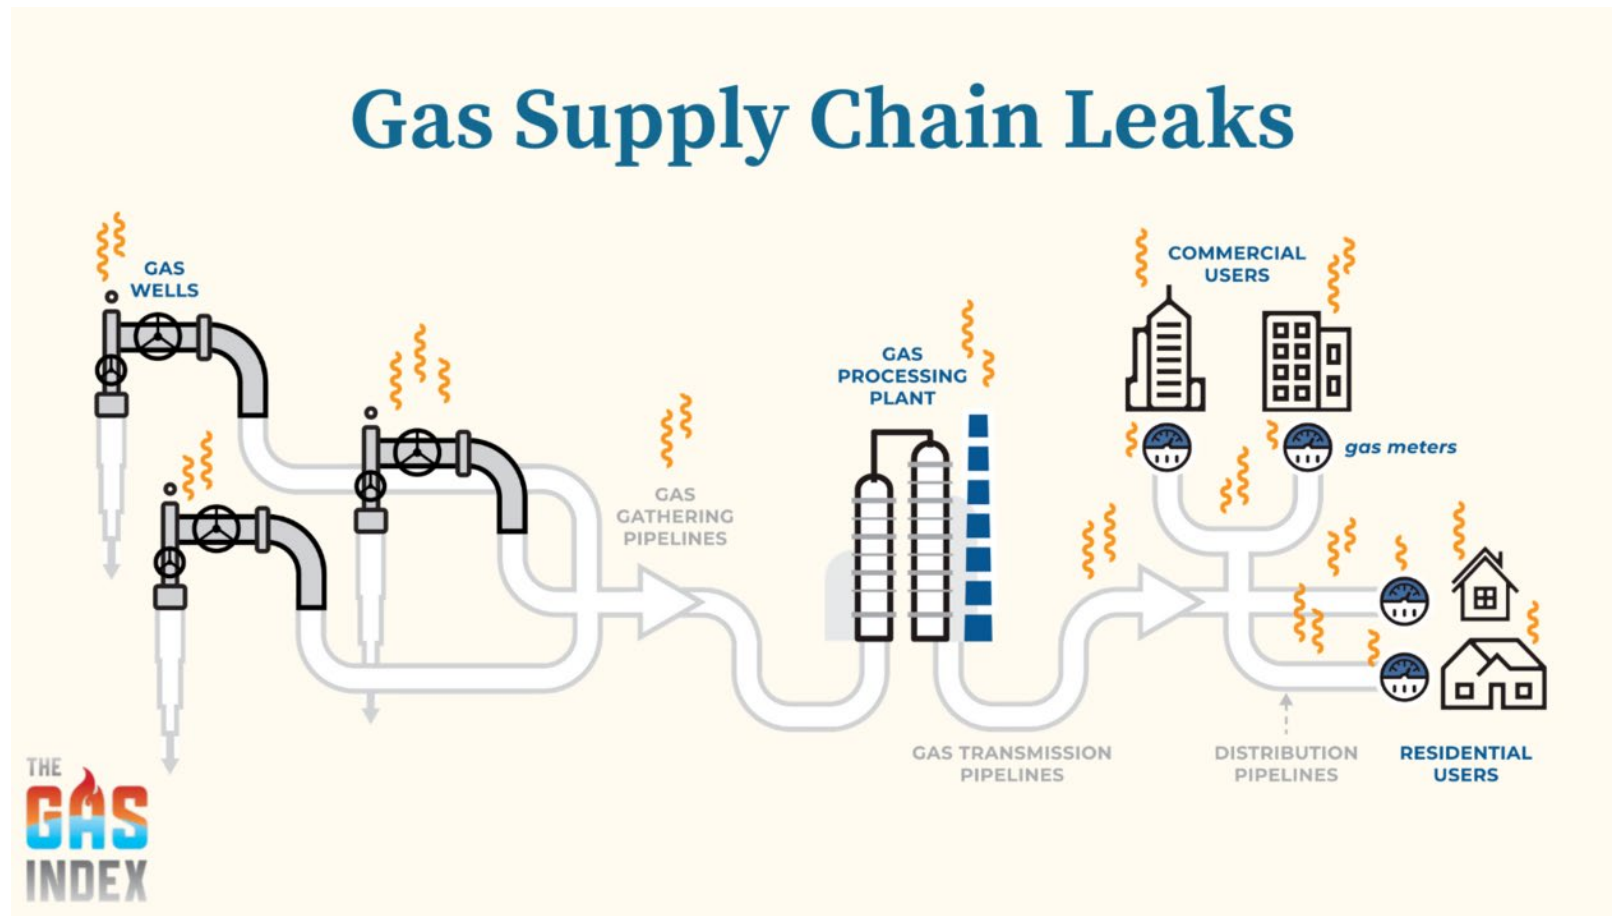 Gas Supply Chain Leaks
GAS
WELLS
GAS
GATHERING
PIPELINES
GAS
PROCESSING
PLANT
COMMERCIAL
USERS
gas meters
GAS TRANSMISSION
PIPELINES
DISTRIBUTION
PIPELINES
RESIDENTIAL
USERS
THE
GAS
INDEX